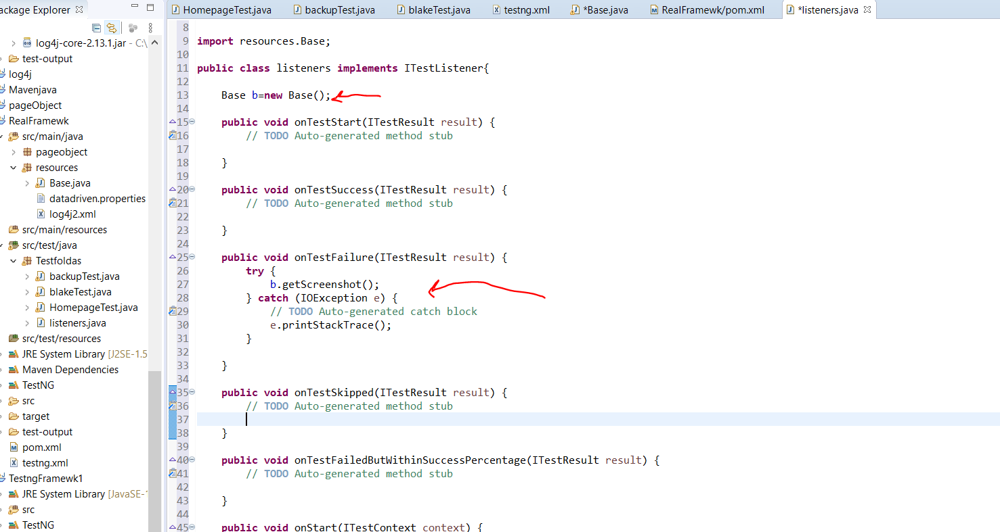 ackage Explorer
HomepageTest.java backupTest.java blakeTest.java testng.xml *Base.java RealFramewk/pom.xml *listeners.java
log4j-core-2.13.1.jar - C:\
test-output
log4j
Mavenjava
pageObject
RealFramewk
src/main/java
pageobject
resources
Base.java
datadriven.properties
log4j2.xml
src/main/resources
src/test/java
Testfoldas
backupTest.java
blakeTest.java
HomepageTest.java
listeners.java
src/test/resources
JRE System Library [J2SE-1.5
Maven Dependencies
TestNG
src
target
test-output
pom.xml
testng.xml
TestngFramewk1
JRE System Library [JavaSE-1
src
TestNG
8
9 import resources.Base;
10
11 public class listeners implements ITestListener{
12
13 Base b=new Base();
14
15 public void onTestStart(ITestResult result) {
16 // TODO Auto-generated method stub
17
18 }
19
20 public void onTestSuccess(ITestResult result) {
21 // TODO Auto-generated method stub
22
23 }
24
25 public void onTestFailure(ITestResult result) {
26 try {
27 b.getScreenshot();
28 } catch (IOException e) {
29 // TODO Auto-generated catch block
30 e.printStackTrace();
31 }
32
33 }
34
35 public void onTestSkipped(ITestResult result) {
36 // TODO Auto-generated method stub
37
38 }
39
40 public void onTestFailedButWithinSuccessPercentage(ITestResult result) {
41 // TODO Auto-generated method stub
42
43 }
44
45 public void onStart(ITestContext context) {